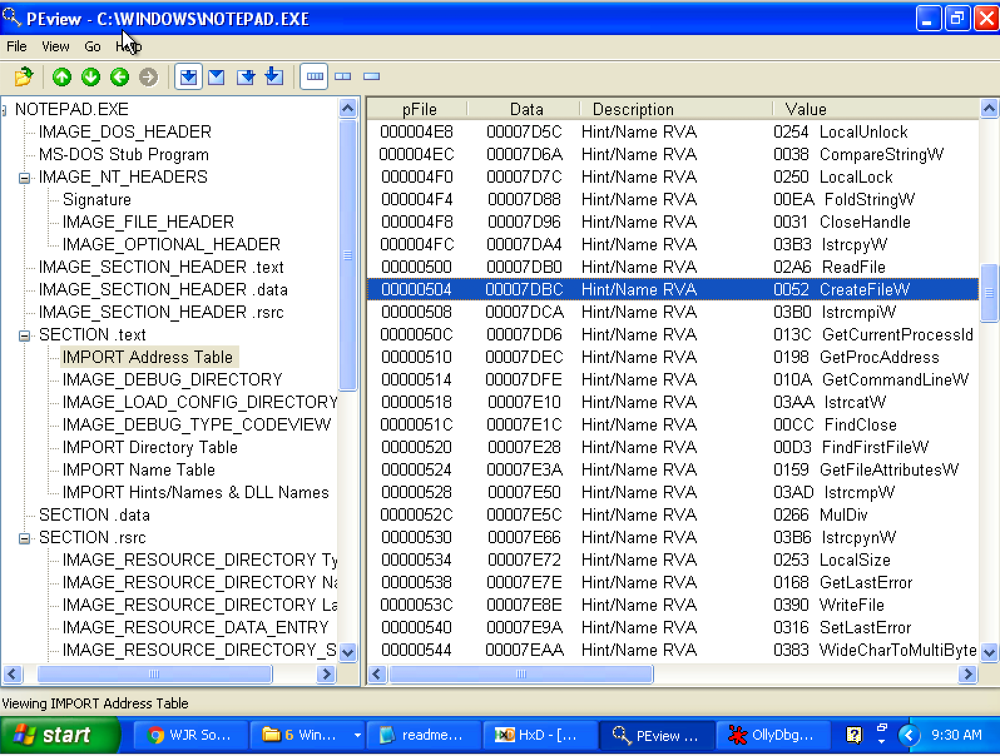 PEview - C:\WINDOWS\NOTEPAD.EXE
File View Go Help
NOTEPAD.EXE
IMAGE_DOS_HEADER
MS-DOS Stub Program
IMAGE_NT_HEADERS
Signature
IMAGE_FILE_HEADER
IMAGE_OPTIONAL_HEADER
IMAGE_SECTION_HEADER .text
IMAGE_SECTION_HEADER .data
IMAGE_SECTION_HEADER .rsrc
SECTION .text
IMPORT Address Table
IMAGE_DEBUG_DIRECTORY
IMAGE_LOAD_CONFIG_DIRECTORY
IMAGE_DEBUG_TYPE_CODEVIEW
IMPORT Directory Table
IMPORT Name Table
IMPORT Hints/Names & DLL Names
SECTION .data
SECTION .rsrc
IMAGE_RESOURCE_DIRECTORY Ty
IMAGE_RESOURCE_DIRECTORY Na
IMAGE_RESOURCE_DIRECTORY La
IMAGE_RESOURCE_DATA_ENTRY
IMAGE_RESOURCE_DIRECTORY_S
pFile Data Description Value
000004E8 00007D5C Hint/Name RVA 0254 LocalUnlock
000004EC 00007D6A Hint/Name RVA 0038 CompareStringW
000004F0 00007D7C Hint/Name RVA 0250 LocalLock
000004F4 00007D88 Hint/Name RVA 00EA FoldStringW
000004F8 00007D96 Hint/Name RVA 0031 CloseHandle
000004FC 00007DA4 Hint/Name RVA 03B3 lstrcpyW
00000500 00007DB0 Hint/Name RVA 02A6 ReadFile
00000504 00007DBC Hint/Name RVA 0052 CreateFileW
00000508 00007DCA Hint/Name RVA 03B0 lstrcmpiW
0000050C 00007DD6 Hint/Name RVA 013C GetCurrentProcessId
00000510 00007DEC Hint/Name RVA 0198 GetProcAddress
00000514 00007DFE Hint/Name RVA 010A GetCommandLineW
00000518 00007E10 Hint/Name RVA 03AA lstrcatW
0000051C 00007E1C Hint/Name RVA 00CC FindClose
00000520 00007E28 Hint/Name RVA 00D3 FindFirstFileW
00000524 00007E3A Hint/Name RVA 0159 GetFileAttributesW
00000528 00007E50 Hint/Name RVA 03AD lstrcmpW
0000052C 00007E5C Hint/Name RVA 0266 MulDiv
00000530 00007E66 Hint/Name RVA 03B6 lstrcpynW
00000534 00007E72 Hint/Name RVA 0253 LocalSize
00000538 00007E7E Hint/Name RVA 0168 GetLastError
0000053C 00007E8E Hint/Name RVA 0390 WriteFile
00000540 00007E9A Hint/Name RVA 0316 SetLastError
00000544 00007EAA Hint/Name RVA 0383 WideCharToMultiByte
Viewing IMPORT Address Table
start WJR So... 6 Win... readme... HxD - [... PEview ... OllyDbg... 9:30 AM